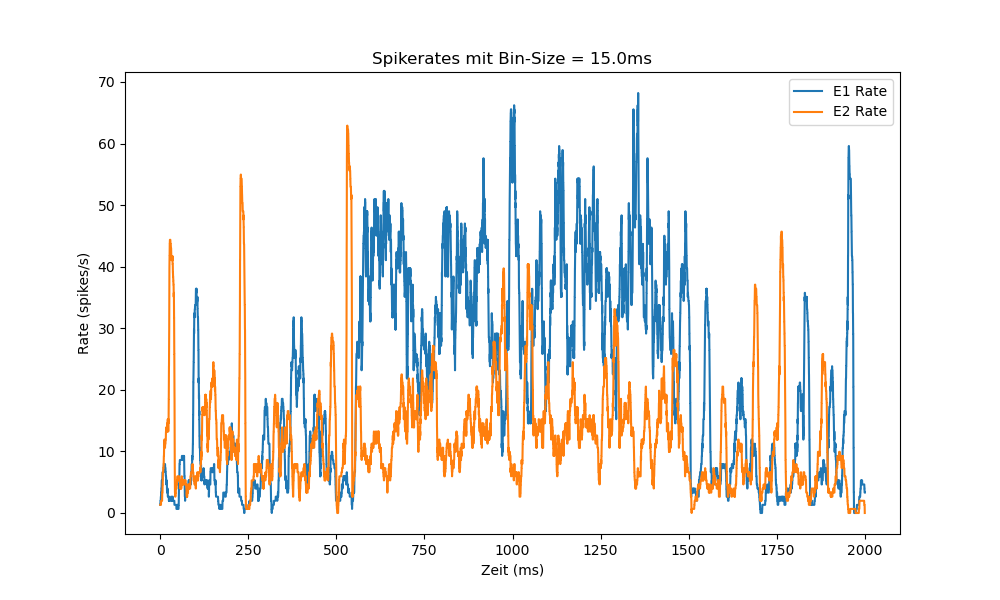 Spikerates mit Bin-Size = 15.0ms
E1 Rate
E2 Rate
70
60
50
40
30
20
10
0
Rate (spikes/s)
0 250 500 750 1000 1250 1500 1750 2000
Zeit (ms)